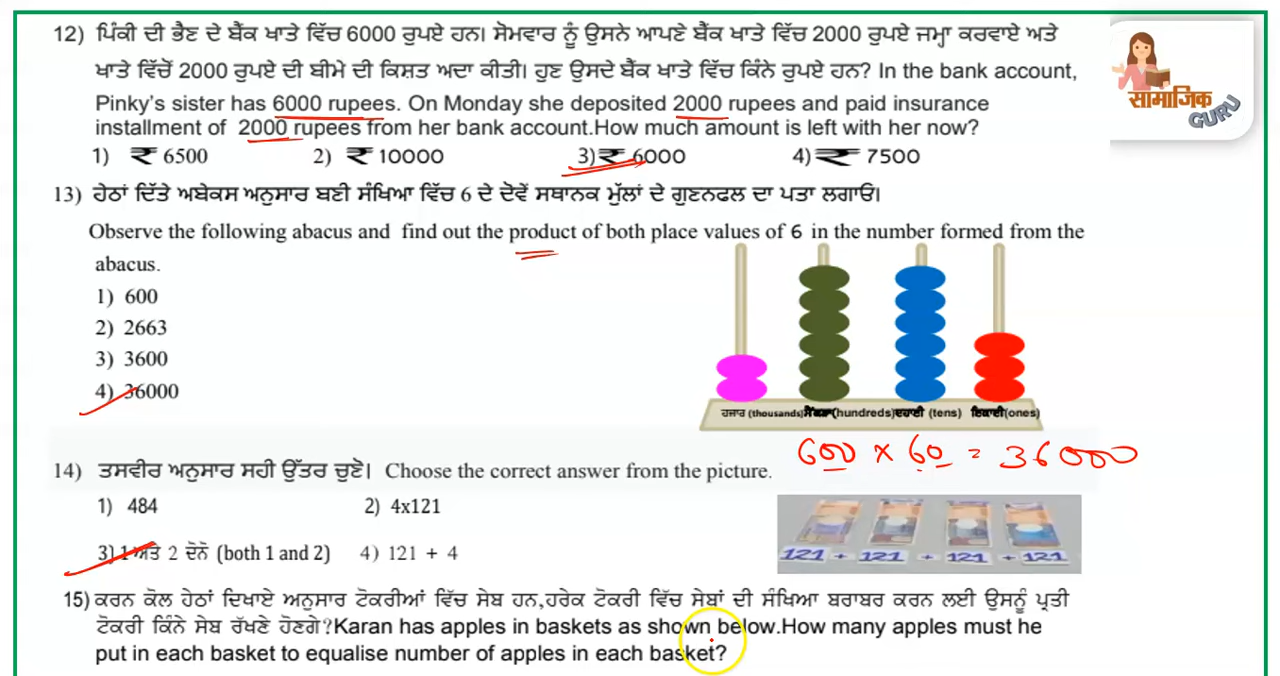 12) ਪਿੰਕੀ ਦੀ ਭੈਣ ਦੇ ਬੈਂਕ ਖਾਤੇ ਵਿੱਚ 6000 ਰੁਪਏ ਹਨ। ਸੋਮਵਾਰ ਨੂੰ ਉਸਨੇ ਆਪਣੇ ਬੈਂਕ ਖਾਤੇ ਵਿੱਚ 2000 ਰੁਪਏ ਜਮ੍ਹਾ ਕਰਵਾਏ ਅਤੇ
ਖਾਤੇ ਵਿੱਚੋਂ 2000 ਰੁਪਏ ਦੀ ਬੀਮੇ ਦੀ ਕਿਸ਼ਤ ਅਦਾ ਕੀਤੀ। ਹੁਣ ਉਸਦੇ ਬੈਂਕ ਖਾਤੇ ਵਿੱਚ ਕਿੰਨੇ ਰੁਪਏ ਹਨ? In the bank account,
Pinky's sister has 6000 rupees. On Monday she deposited 2000 rupees and paid insurance
installment of 2000 rupees from her bank account.How much amount is left with her now?
1) ₹ 6500 2) ₹ 10000 3) ₹ 6000 4) ₹ 7500
सामाजिक
GURU
13) ਹੇਠਾਂ ਦਿੱਤੇ ਅਬੇਕਸ ਅਨੁਸਾਰ ਬਣੀ ਸੰਖਿਆ ਵਿੱਚ 6 ਦੇ ਦੋਵੇਂ ਸਥਾਨਕ ਮੁੱਲਾਂ ਦੇ ਗੁਣਨਫਲ ਦਾ ਪਤਾ ਲਗਾਓ।
Observe the following abacus and find out the product of both place values of 6 in the number formed from the
abacus.
1) 600
2) 2663
3) 3600
4) 36000
ਹਜਾਰ (thousands) ਸੈਂਕੜਾ (hundreds) ਦਹਾਈ (tens) ਇਕਾਈ (ones)
600 × 60 = 36000
14) ਤਸਵੀਰ ਅਨੁਸਾਰ ਸਹੀ ਉੱਤਰ ਚੁਣੋ। Choose the correct answer from the picture.
1) 484 2) 4x121
3) 1 ਅਤੇ 2 ਦੋਨੋ (both 1 and 2) 4) 121 + 4
121 + 121 + 121 + 121
15) ਕਰਨ ਕੋਲ ਹੇਠਾਂ ਦਿਖਾਏ ਅਨੁਸਾਰ ਟੋਕਰੀਆਂ ਵਿੱਚ ਸੇਬ ਹਨ,ਹਰੇਕ ਟੋਕਰੀ ਵਿੱਚ ਸੇਬਾਂ ਦੀ ਸੰਖਿਆ ਬਰਾਬਰ ਕਰਨ ਲਈ ਉਸਨੂੰ ਪ੍ਰਤੀ
ਟੋਕਰੀ ਕਿੰਨੇ ਸੇਬ ਰੱਖਣੇ ਹੋਣਗੇ?Karan has apples in baskets as shown below.How many apples must he
put in each basket to equalise number of apples in each basket?